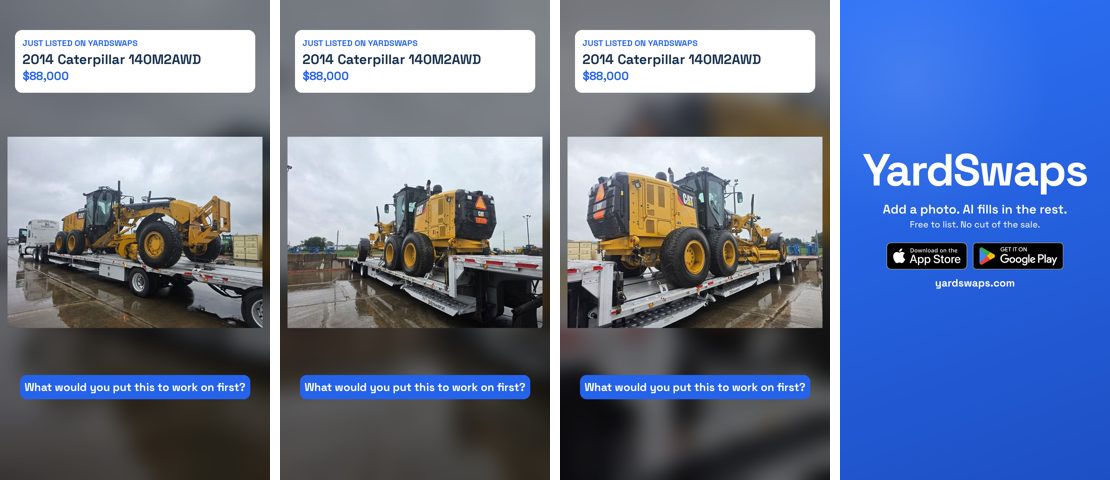 JUST LISTED ON YARDSWAPS
2014 Caterpillar 140M2AWD
$88,000
What would you put this to work on first?
JUST LISTED ON YARDSWAPS
2014 Caterpillar 140M2AWD
$88,000
CAT
What would you put this to work on first?
JUST LISTED ON YARDSWAPS
2014 Caterpillar 140M2AWD
$88,000
CAT
What would you put this to work on first?
YardSwaps
Add a photo. AI fills in the rest.
Free to list. No cut of the sale.
Download on the
App Store
GET IT ON
Google Play
yardswaps.com